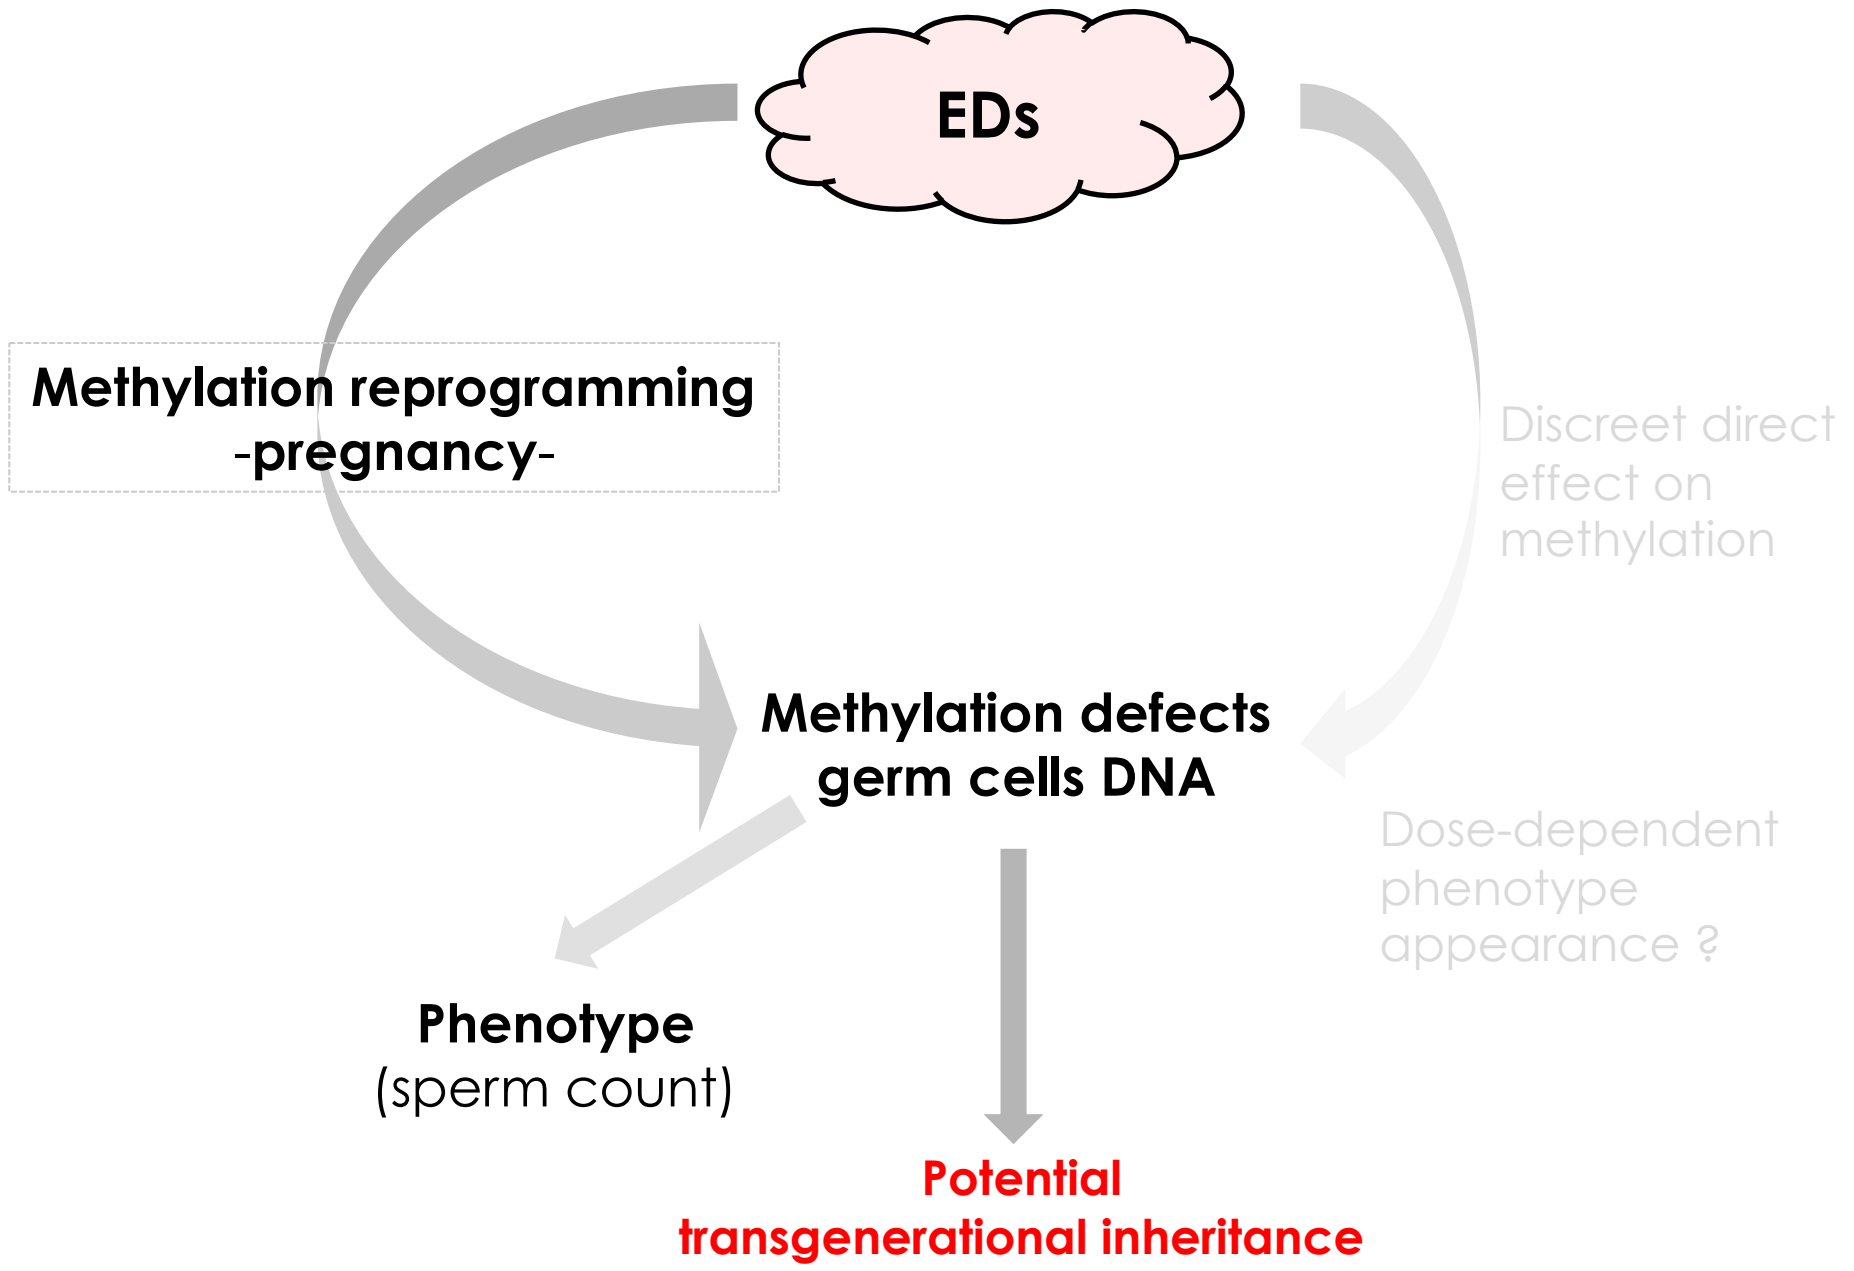 EDs
Methylation reprogramming
-pregnancy-
Discreet direct
effect on
methylation
Methylation defects
germ cells DNA
Dose-dependent
phenotype
appearance ?
Phenotype
(sperm count)
Potential
transgenerational inheritance